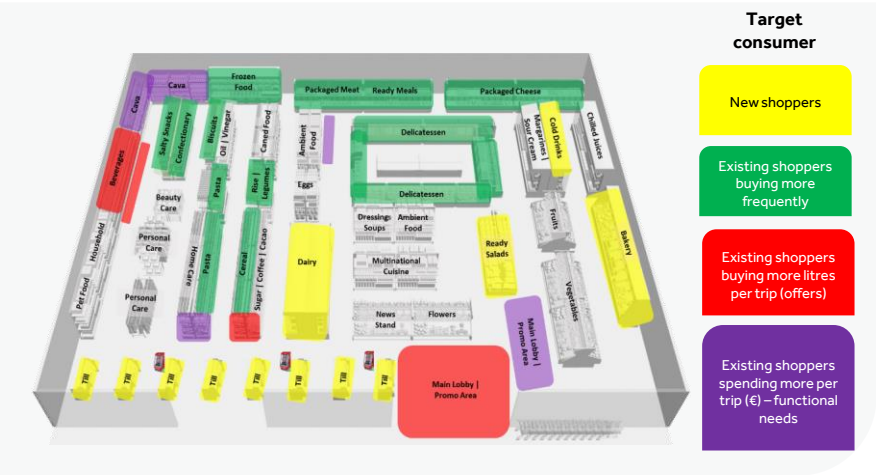 Target
consumer
New shoppers
Existing shoppers
buying more
frequently
Existing shoppers
buying more litres
per trip (offers)
Existing shoppers
spending more per
trip (€) – functional
needs
Cava
Cava
Frozen
Food
Packaged Meat
Ready Meals
Packaged Cheese
Beverages
Salty Snacks
Confectionary
Biscuits
Oil | Vinegar
Caned Food
Ambient
Food
Delicatessen
Margarines |
Sour Cream
Cold Drinks
Chilled Juices
Beauty
Care
Pasta
Rise |
Legumes
Eggs
Delicatessen
Household
Personal
Care
Home Care
Pasta
Cereal
Sugar | Coffee | Cacao
Dairy
Dressings
Soups
Ambient
Food
Ready
Salads
Fruits
Bakery
Pet Food
Personal
Care
Multinational
Cuisine
Vegetables
News
Stand
Flowers
Main Lobby |
Promo Area
Till
Till
Till
Till
Till
Till
Till
Till
Main Lobby |
Promo Area